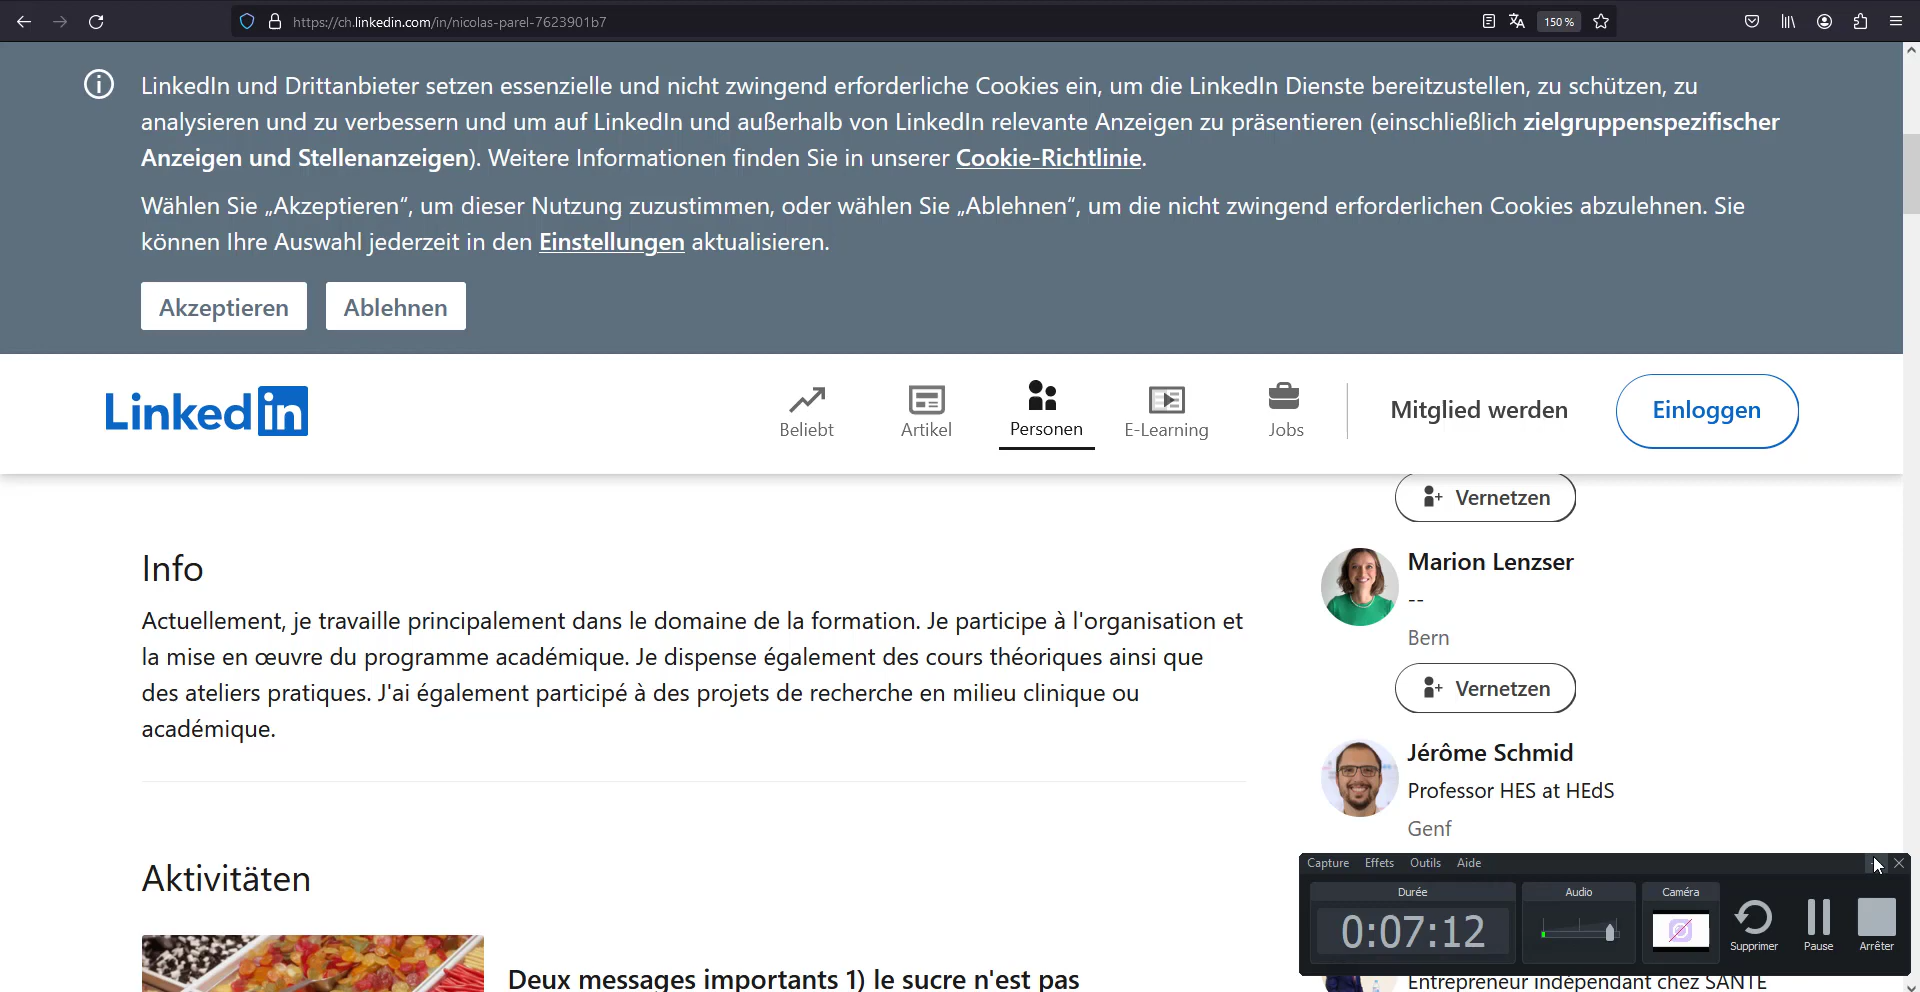 https://ch.linkedin.com/in/nicolas-parel-7623901b7
150 %
LinkedIn und Drittanbieter setzen essenzielle und nicht zwingend erforderliche Cookies ein, um die LinkedIn Dienste bereitzustellen, zu schützen, zu
analysieren und zu verbessern und um auf LinkedIn und außerhalb von LinkedIn relevante Anzeigen zu präsentieren (einschließlich zielgruppenspezifischer
Anzeigen und Stellenanzeigen). Weitere Informationen finden Sie in unserer Cookie-Richtlinie.
Wählen Sie „Akzeptieren“, um dieser Nutzung zuzustimmen, oder wählen Sie „Ablehnen“, um die nicht zwingend erforderlichen Cookies abzulehnen. Sie
können Ihre Auswahl jederzeit in den Einstellungen aktualisieren.
Akzeptieren
Ablehnen
Linkedin
Beliebt
Artikel
Personen
E-Learning
Jobs
Mitglied werden
Einloggen
Vernetzen
Info
Actuellement, je travaille principalement dans le domaine de la formation. Je participe à l'organisation et
la mise en œuvre du programme académique. Je dispense également des cours théoriques ainsi que
des ateliers pratiques. J'ai également participé à des projets de recherche en milieu clinique ou
académique.
Marion Lenzser
--
Bern
Vernetzen
Jérôme Schmid
Professor HES at HEdS
Genf
Aktivitäten
Deux messages importants 1) le sucre n'est pas
Capture
Effets
Outils
Aide
Durée
0:07:12
Audio
Caméra
Supprimer
Pause
Arrêter
Entrepreneur indépendant chez SANTE